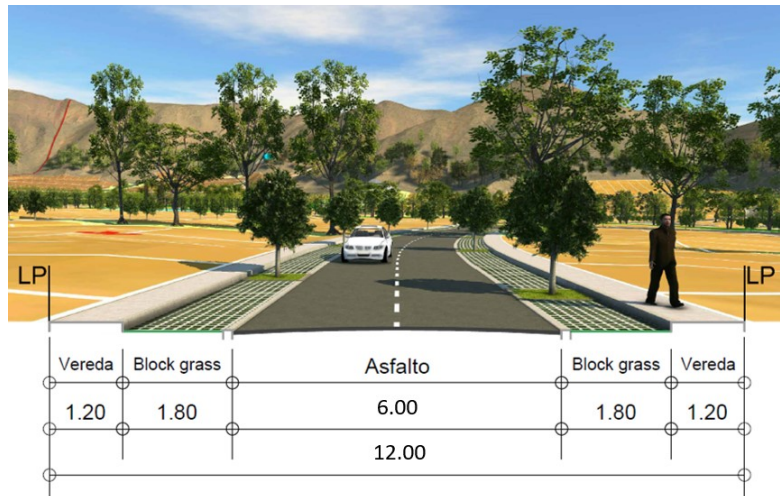 LP LP
Vereda Block grass Asfalto Block grass Vereda
1.20 1.80 6.00 1.80 1.20
12.00